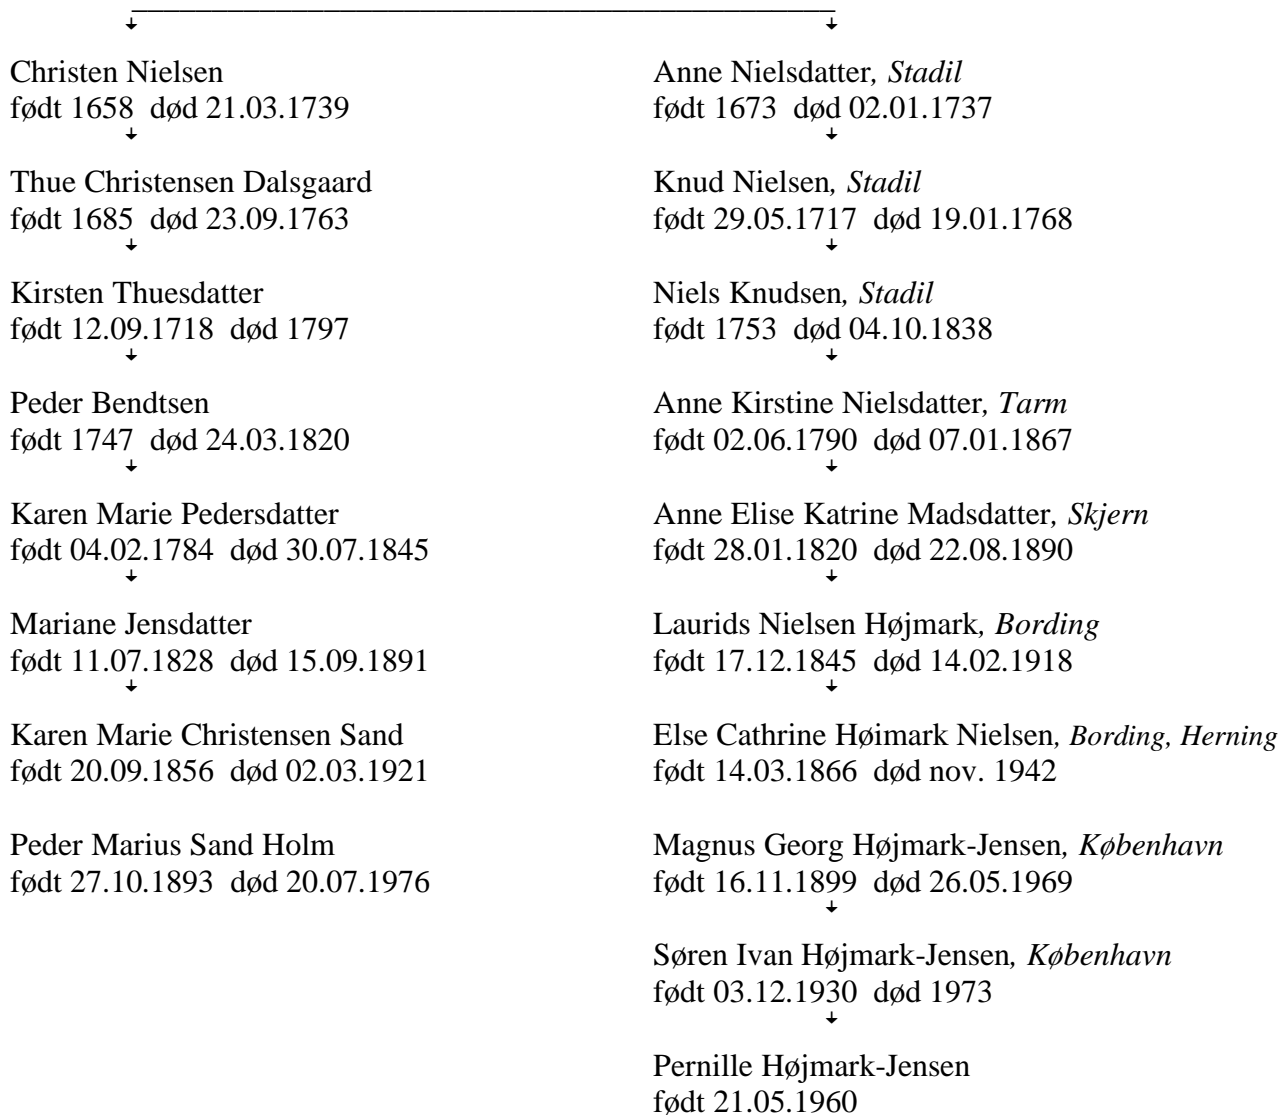 Christen Nielsen
født 1658 død 21.03.1739
Thue Christensen Dalsgaard
født 1685 død 23.09.1763
Kirsten Thuesdatter
født 12.09.1718 død 1797
Peder Bendtsen
født 1747 død 24.03.1820
Karen Marie Pedersdatter
født 04.02.1784 død 30.07.1845
Mariane Jensdatter
født 11.07.1828 død 15.09.1891
Karen Marie Christensen Sand
født 20.09.1856 død 02.03.1921
Peder Marius Sand Holm
født 27.10.1893 død 20.07.1976
Anne Nielsdatter, Stadil
født 1673 død 02.01.1737
Knud Nielsen, Stadil
født 29.05.1717 død 19.01.1768
Niels Knudsen, Stadil
født 1753 død 04.10.1838
Anne Kirstine Nielsdatter, Tarm
født 02.06.1790 død 07.01.1867
Anne Elise Katrine Madsdatter, Skjern
født 28.01.1820 død 22.08.1890
Laurids Nielsen Højmark, Bording
født 17.12.1845 død 14.02.1918
Else Cathrine Høimark Nielsen, Bording, Herning
født 14.03.1866 død nov. 1942
Magnus Georg Højmark-Jensen, København
født 16.11.1899 død 26.05.1969
Søren Ivan Højmark-Jensen, København
født 03.12.1930 død 1973
Pernille Højmark-Jensen
født 21.05.1960